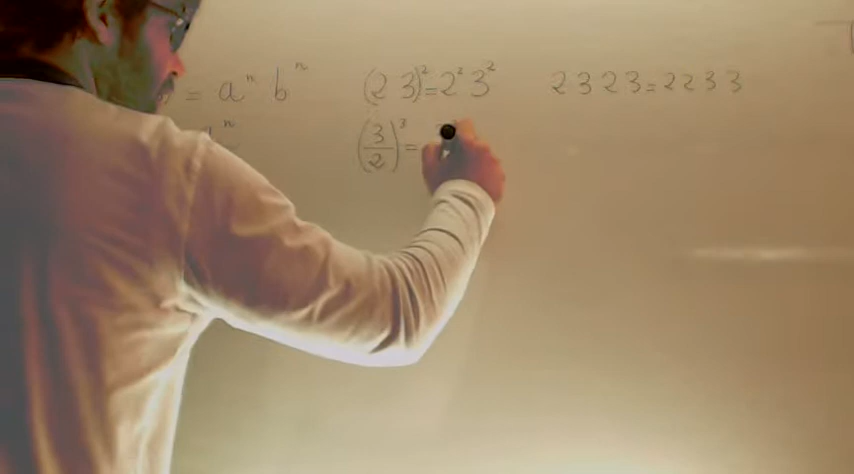 = aⁿ bⁿ (2 3)² = 2² 3² 2 3 2 3 = 2 2 3 3
n (3/2)³ =